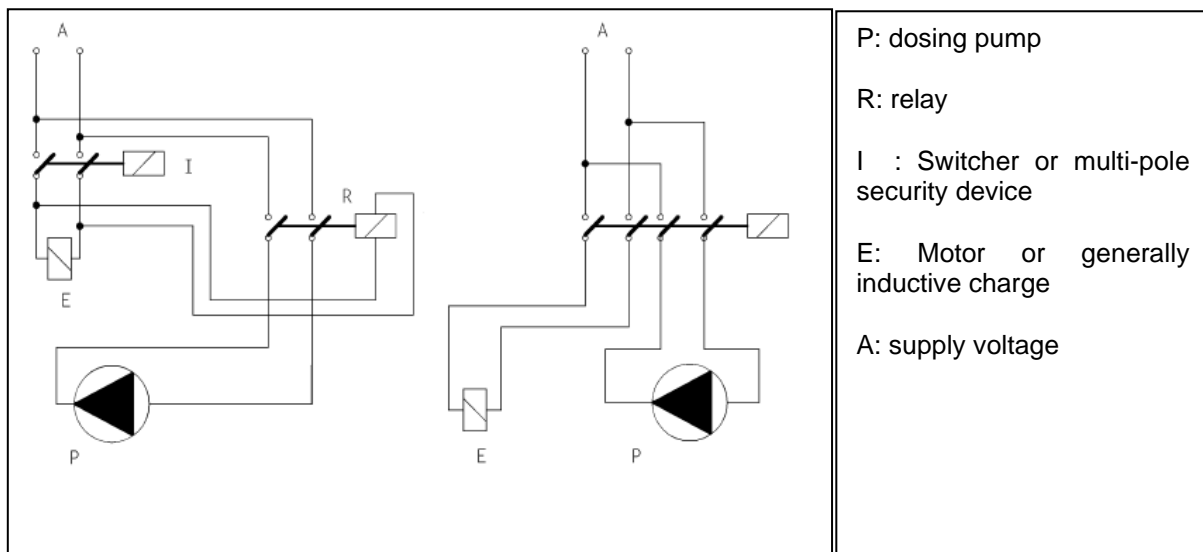 A
I
R
E
P
A
E
P
P: dosing pump
R: relay
I : Switcher or multi-pole
security device
E: Motor or generally
inductive charge
A: supply voltage